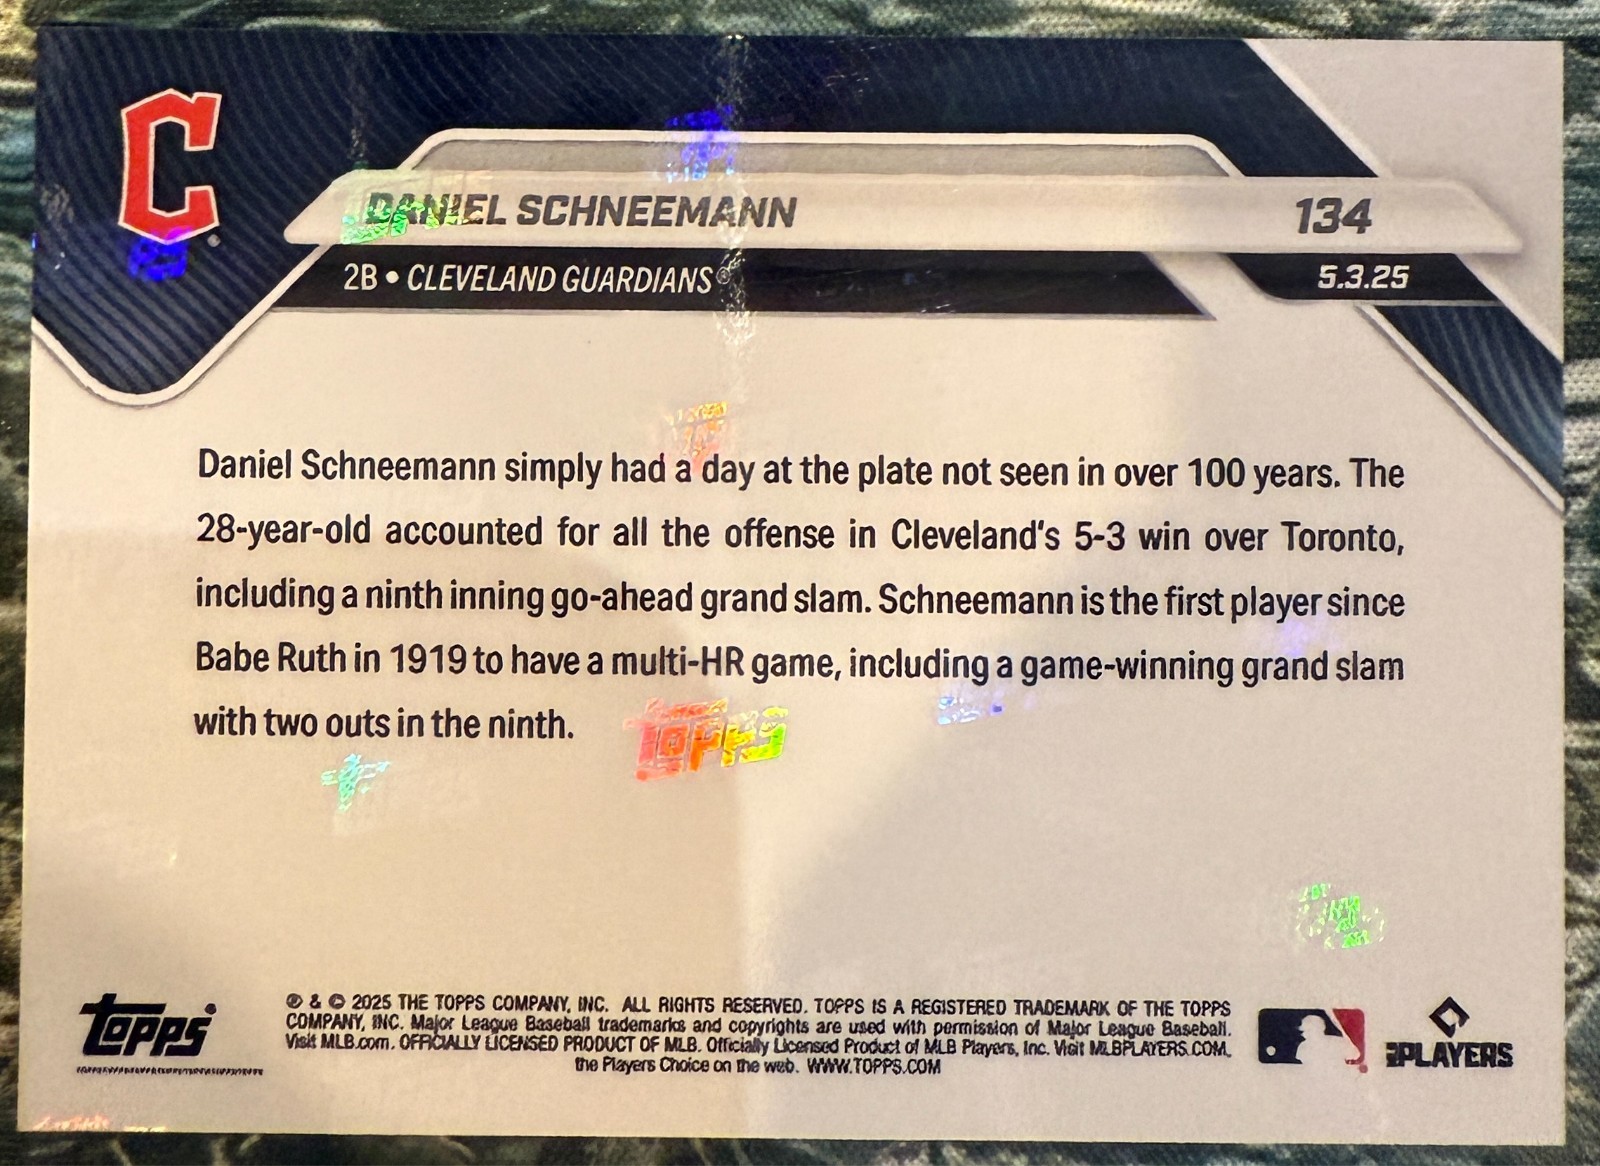 C
DANIEL SCHNEEMANN 134
2B • CLEVELAND GUARDIANS® 5.3.25
Daniel Schneemann simply had a day at the plate not seen in over 100 years. The
28-year-old accounted for all the offense in Cleveland's 5-3 win over Toronto,
including a ninth inning go-ahead grand slam. Schneemann is the first player since
Babe Ruth in 1919 to have a multi-HR game, including a game-winning grand slam
with two outs in the ninth.
TOPPS
topps
® & © 2025 THE TOPPS COMPANY, INC. ALL RIGHTS RESERVED. TOPPS IS A REGISTERED TRADEMARK OF THE TOPPS
COMPANY, INC. Major League Baseball trademarks and copyrights are used with permission of Major League Baseball.
Visit MLB.com. OFFICIALLY LICENSED PRODUCT OF MLB. Officially Licensed Product of MLB Players, Inc. Visit MLBPLAYERS.COM,
the Players Choice on the web. WWW.TOPPS.COM
PLAYERS